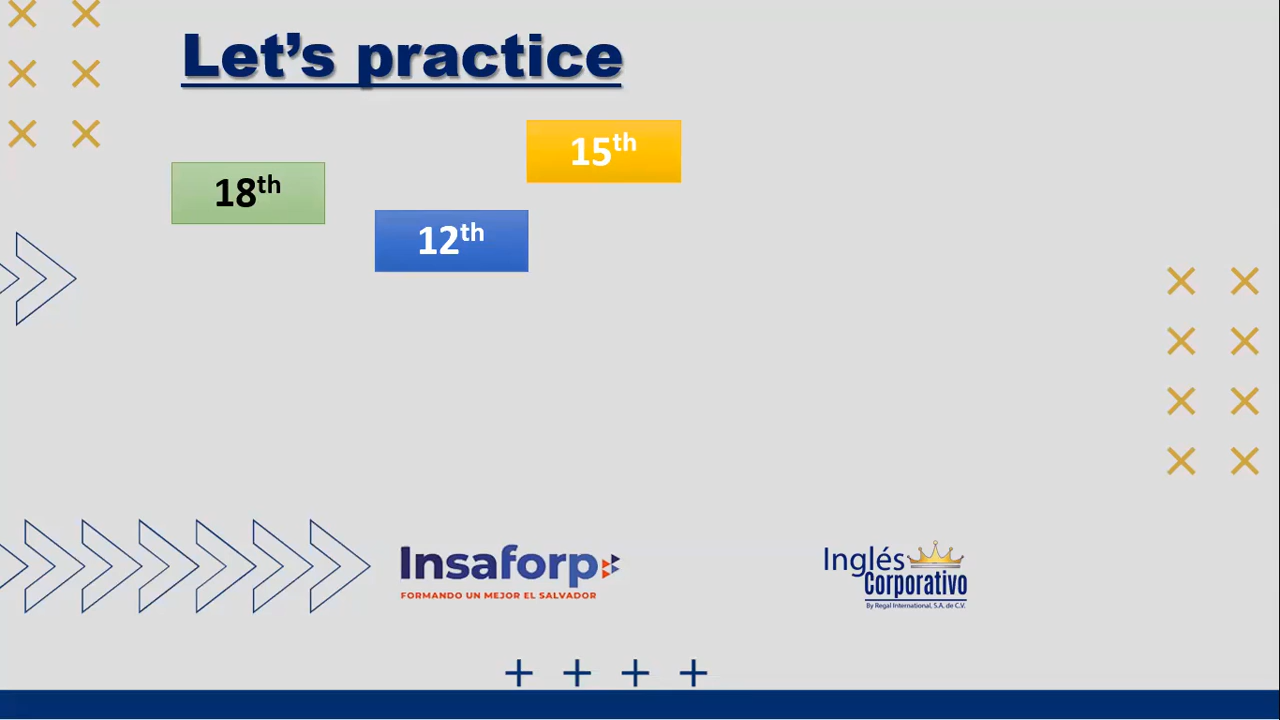 Let's practice
15th
18th
12th
Insaforp
FORMANDO UN MEJOR EL SALVADOR
Inglés
Corporativo
By Regal International, S.A. de C.V.